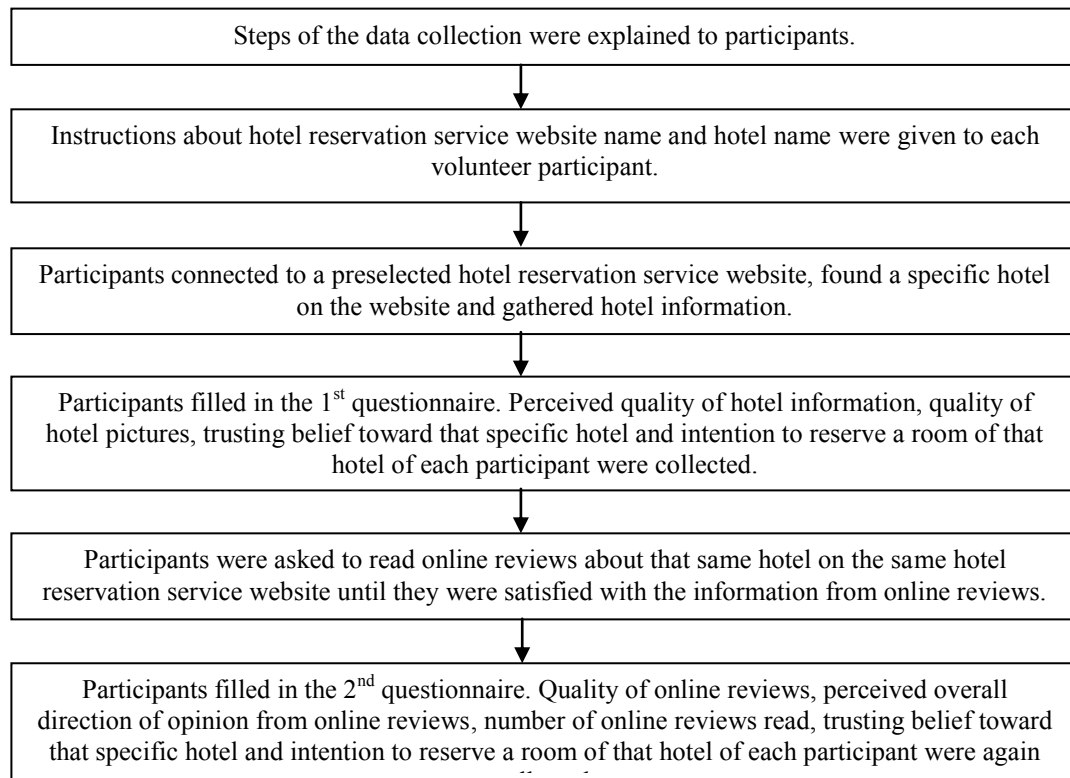 Steps of the data collection were explained to participants.
Instructions about hotel reservation service website name and hotel name were given to each
volunteer participant.
Participants connected to a preselected hotel reservation service website, found a specific hotel
on the website and gathered hotel information.
Participants filled in the 1st questionnaire. Perceived quality of hotel information, quality of
hotel pictures, trusting belief toward that specific hotel and intention to reserve a room of that
hotel of each participant were collected.
Participants were asked to read online reviews about that same hotel on the same hotel
reservation service website until they were satisfied with the information from online reviews.
Participants filled in the 2nd questionnaire. Quality of online reviews, perceived overall
direction of opinion from online reviews, number of online reviews read, trusting belief toward
that specific hotel and intention to reserve a room of that hotel of each participant were again